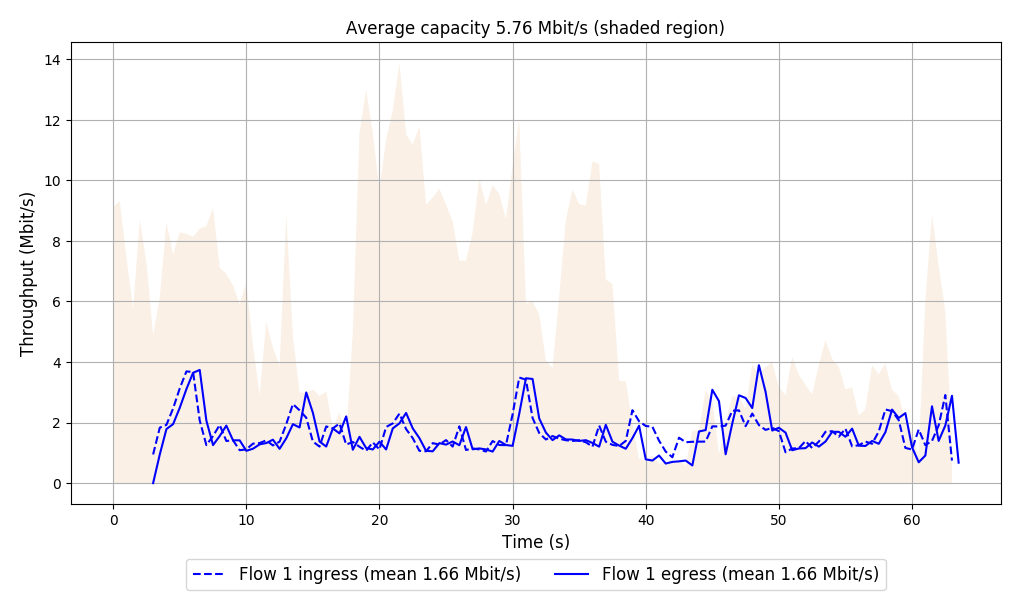 Average capacity 5.76 Mbit/s (shaded region)
Throughput (Mbit/s)
14
12
10
8
6
4
2
0
0 10 20 30 40 50 60
Time (s)
Flow 1 ingress (mean 1.66 Mbit/s) Flow 1 egress (mean 1.66 Mbit/s)